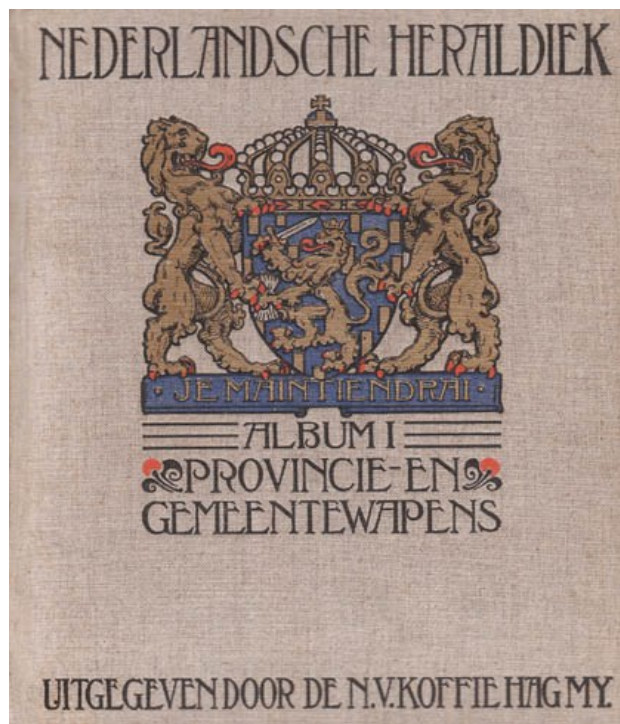 NEDERLANDSCHE HERALDIEK
· JE MAINTIENDRAI ·
ALBUM I
PROVINCIE-EN
GEMEENTEWAPENS
UITGEGEVEN DOOR DE N.V. KOFFIE HAG MY.